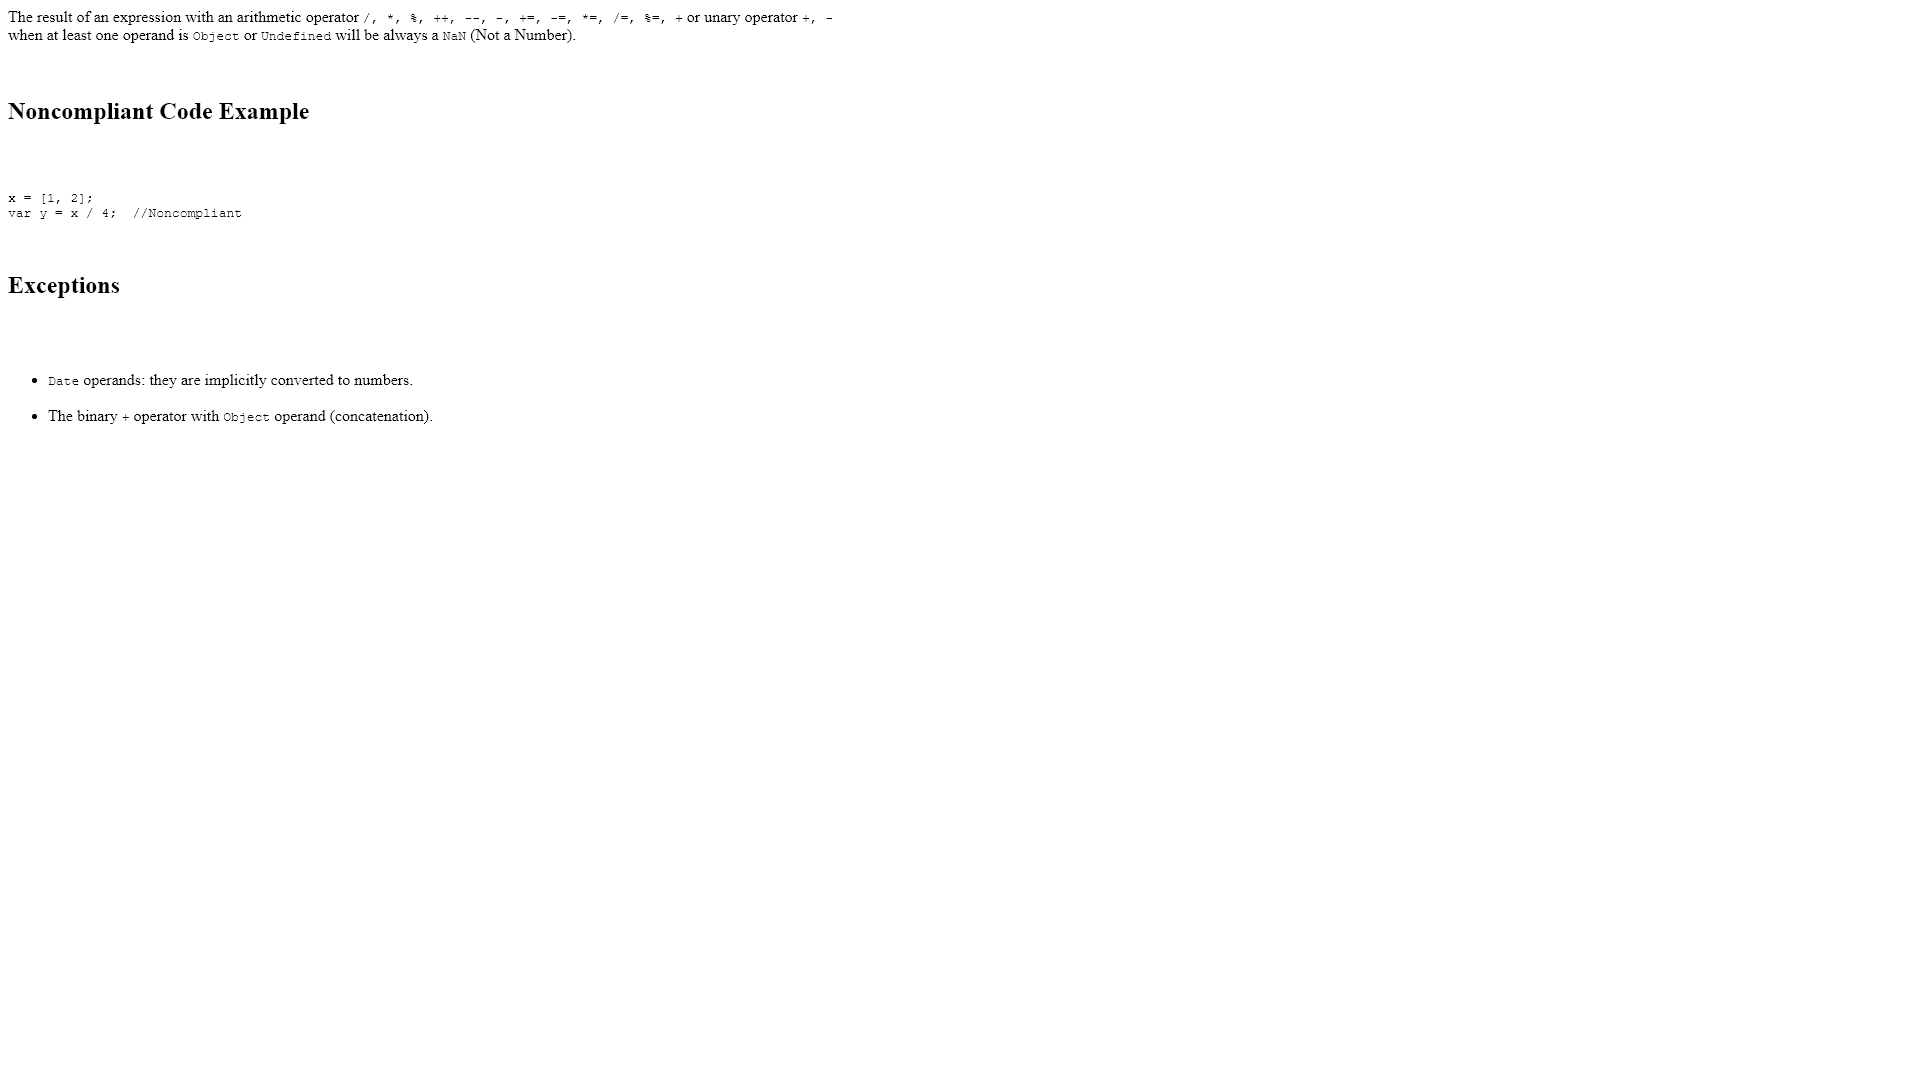 The result of an expression with an arithmetic operator /, *, %, ++, --, -, +=, -=, *=, /=, %=, + or unary operator +, -
when at least one operand is Object or Undefined will be always a NaN (Not a Number).
Noncompliant Code Example
x = [1, 2];
var y = x / 4;  //Noncompliant
Exceptions
• Date operands: they are implicitly converted to numbers.
• The binary + operator with Object operand (concatenation).